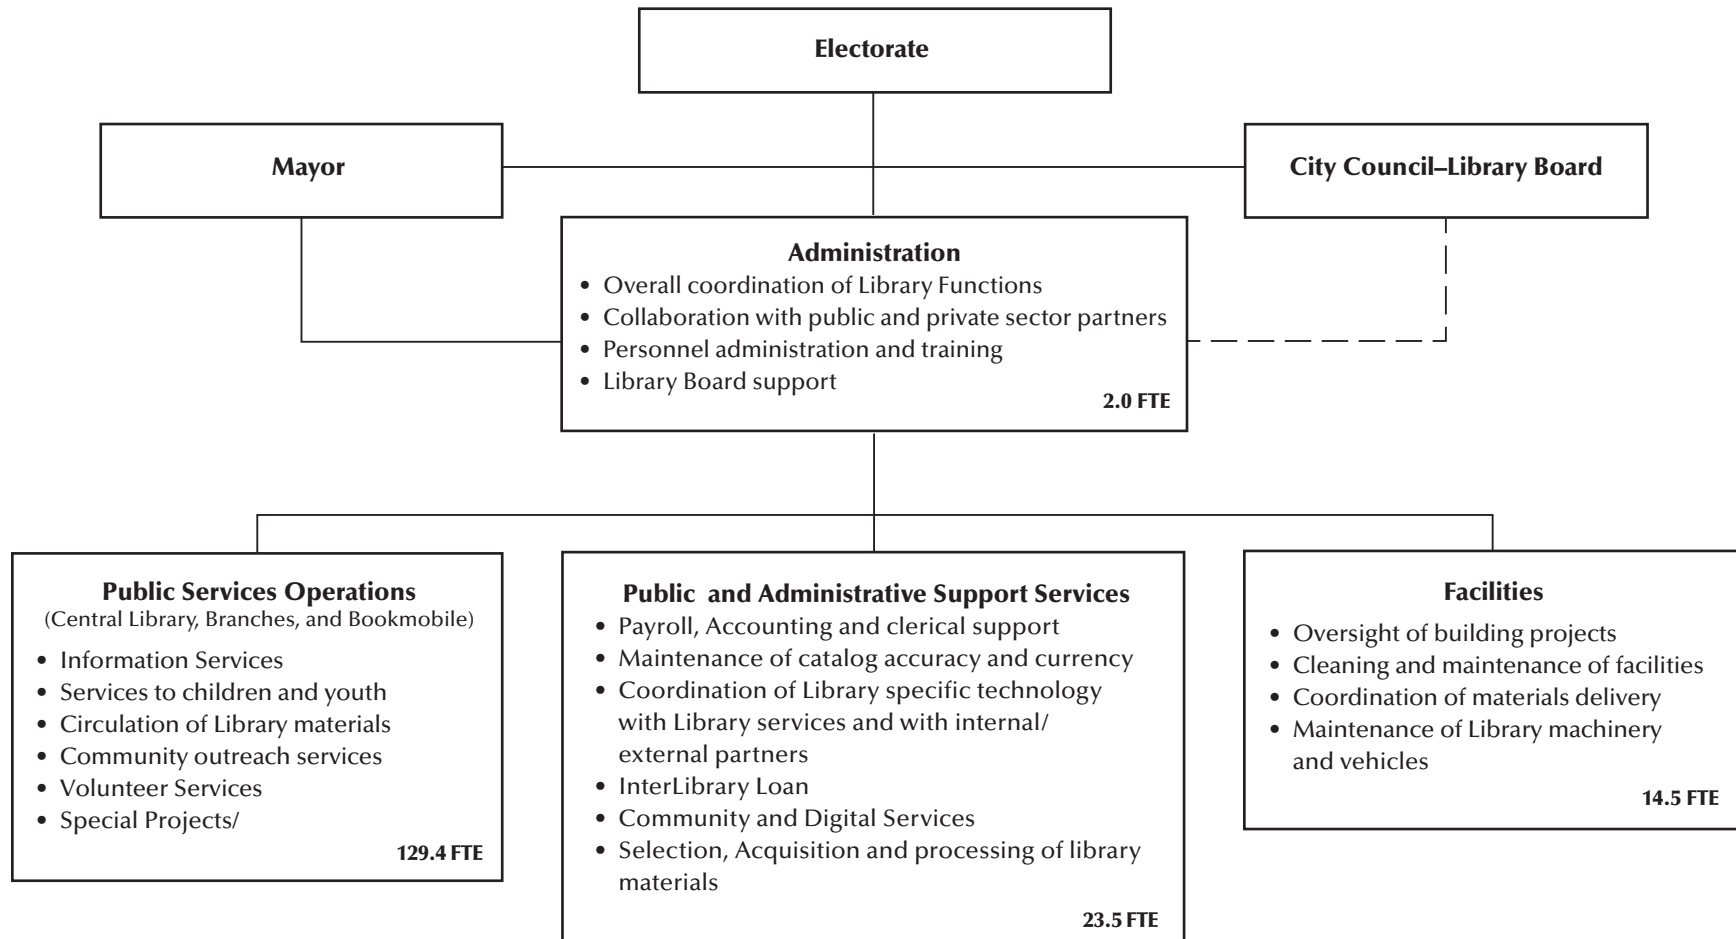 Electorate
Mayor
City Council–Library Board
Administration
• Overall coordination of Library Functions
• Collaboration with public and private sector partners
• Personnel administration and training
• Library Board support
2.0 FTE
Public Services Operations
(Central Library, Branches, and Bookmobile)
• Information Services
• Services to children and youth
• Circulation of Library materials
• Community outreach services
• Volunteer Services
• Special Projects/
129.4 FTE
Public and Administrative Support Services
• Payroll, Accounting and clerical support
• Maintenance of catalog accuracy and currency
• Coordination of Library specific technology
with Library services and with internal/
external partners
• InterLibrary Loan
• Community and Digital Services
• Selection, Acquisition and processing of library
materials
23.5 FTE
Facilities
• Oversight of building projects
• Cleaning and maintenance of facilities
• Coordination of materials delivery
• Maintenance of Library machinery
and vehicles
14.5 FTE